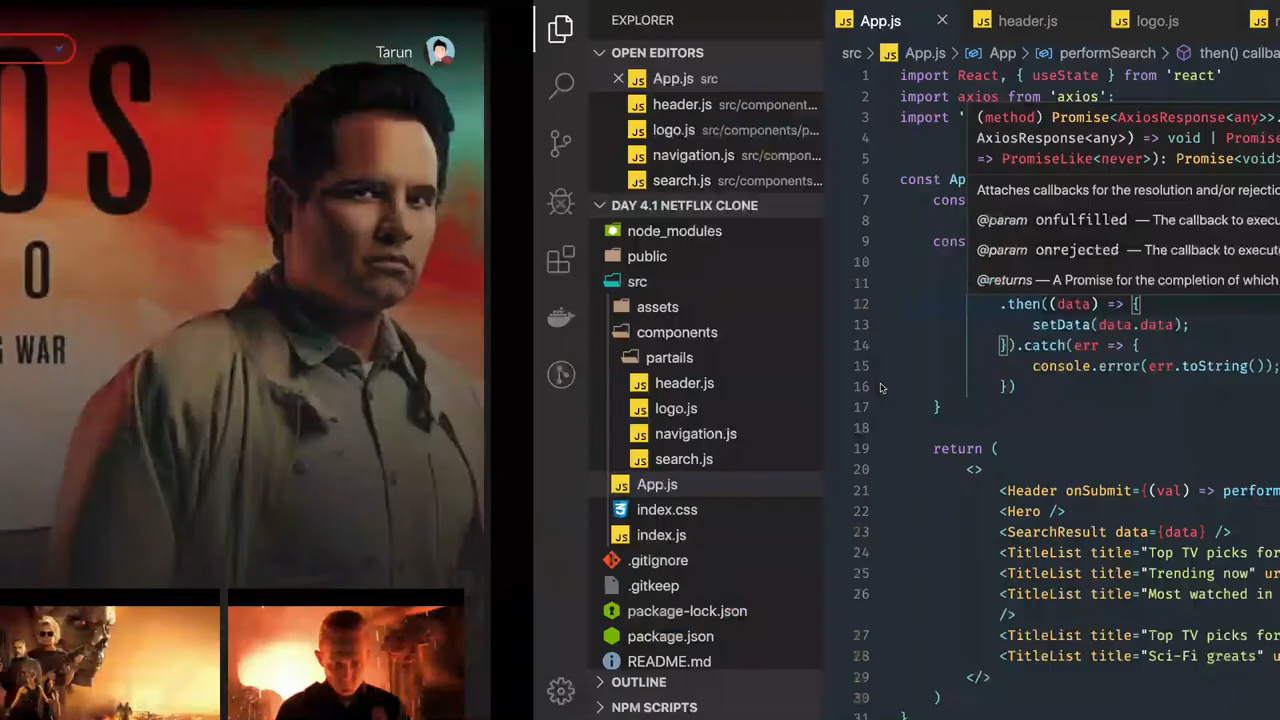 Tarun
OS
O
G WAR
EXPLORER
OPEN EDITORS
App.js src
header.js src/component...
logo.js src/components/p...
navigation.js src/compon...
search.js src/components...
DAY 4.1 NETFLIX CLONE
node_modules
public
src
assets
components
partails
header.js
logo.js
navigation.js
search.js
App.js
index.css
index.js
.gitignore
.gitkeep
package-lock.json
package.json
README.md
OUTLINE
NPM SCRIPTS
App.js
header.js
logo.js
src > App.js > App > performSearch > then() callba
1 import React, { useState } from 'react'
2 import axios from 'axios';
3 import '
4
5
6 const Ap
7 cons
8
9 cons
10
11
(method) Promise<AxiosResponse<any>>.
AxiosResponse<any>) => void | Promise
=> PromiseLike<never>): Promise<void>
Attaches callbacks for the resolution and/or rejectio
@param onfulfilled — The callback to execu
@param onrejected — The callback to execute
@returns — A Promise for the completion of which
12 .then((data) => {
13 setData(data.data);
14 }).catch(err => {
15 console.error(err.toString());
16 })
17 }
18
19 return (
20 <>
21 <Header onSubmit={(val) => perform
22 <Hero />
23 <SearchResult data={data} />
24 <TitleList title="Top TV picks for
25 <TitleList title="Trending now" ur
26 <TitleList title="Most watched in
/>
27 <TitleList title="Top TV picks for
28 <TitleList title="Sci-Fi greats" u
29 </>
30 )
31 }